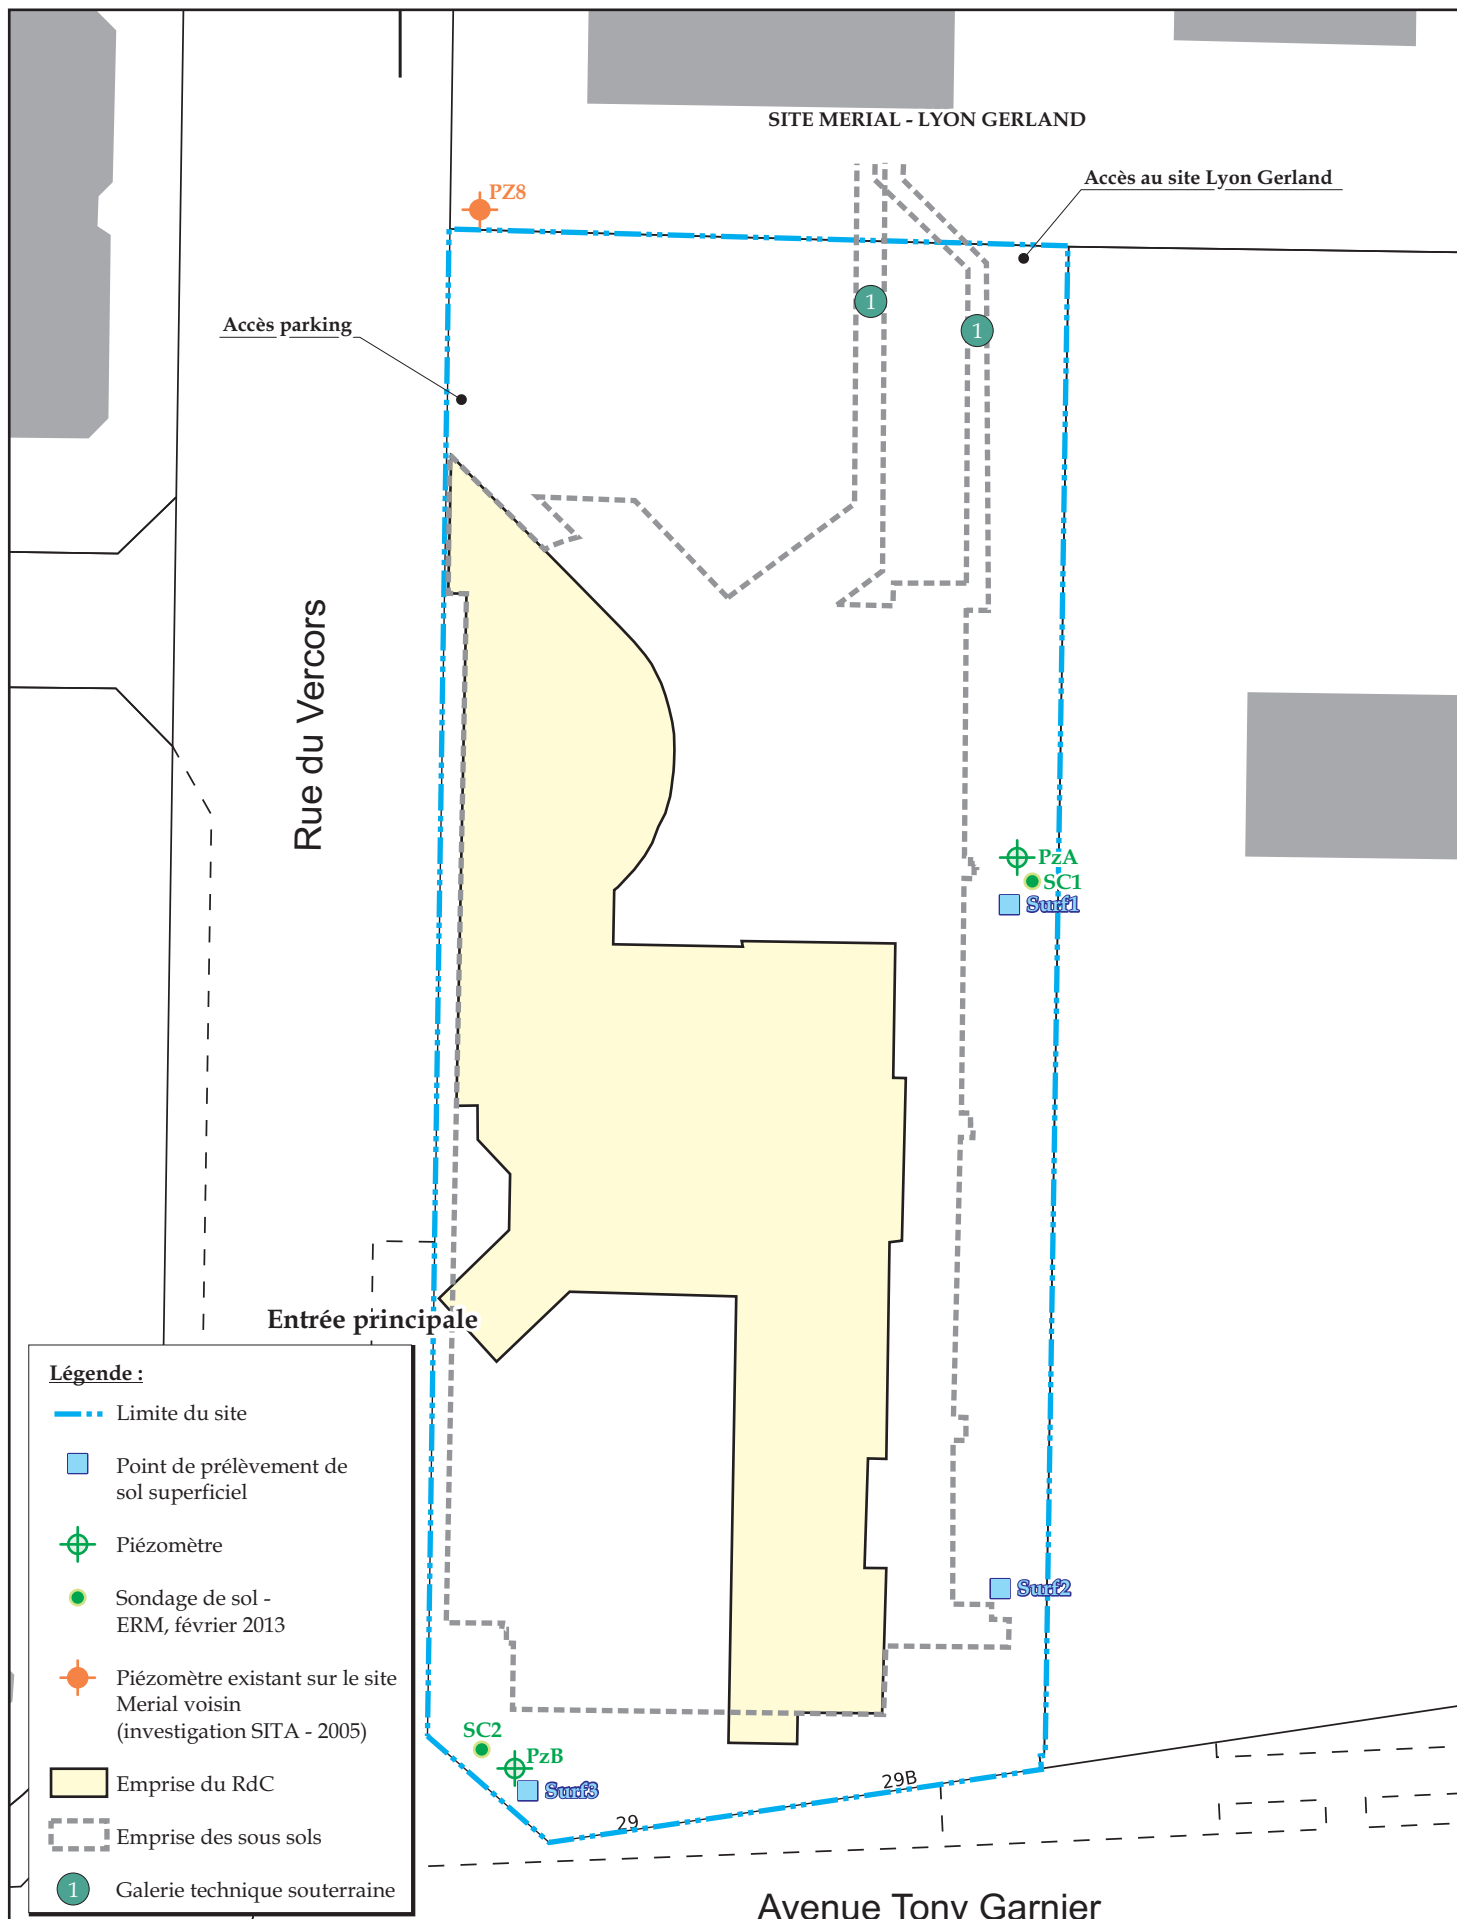 SITE MERIAL - LYON GERLAND
Accès au site Lyon Gerland
PZ8
1
1
Accès parking
Rue du Vercors
PzA
SC1
Surf1
Entrée principale
Surf2
SC2
PzB
Surf3
29
29B
Avenue Tony Garnier
Légende :
Limite du site
Point de prélèvement de
sol superficiel
Piézomètre
Sondage de sol -
ERM, février 2013
Piézomètre existant sur le site
Merial voisin
(investigation SITA - 2005)
Emprise du RdC
Emprise des sous sols
1 Galerie technique souterraine